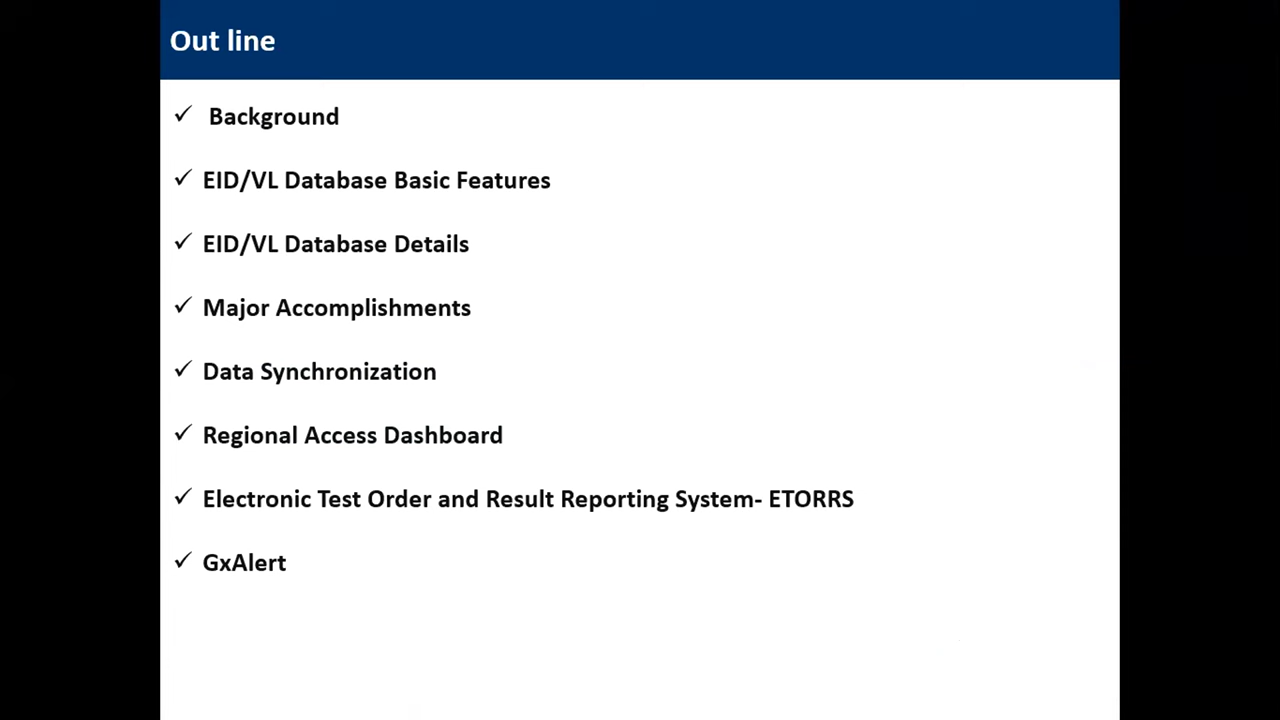 Out line
✓ Background
✓ EID/VL Database Basic Features
✓ EID/VL Database Details
✓ Major Accomplishments
✓ Data Synchronization
✓ Regional Access Dashboard
✓ Electronic Test Order and Result Reporting System- ETORRS
✓ GxAlert